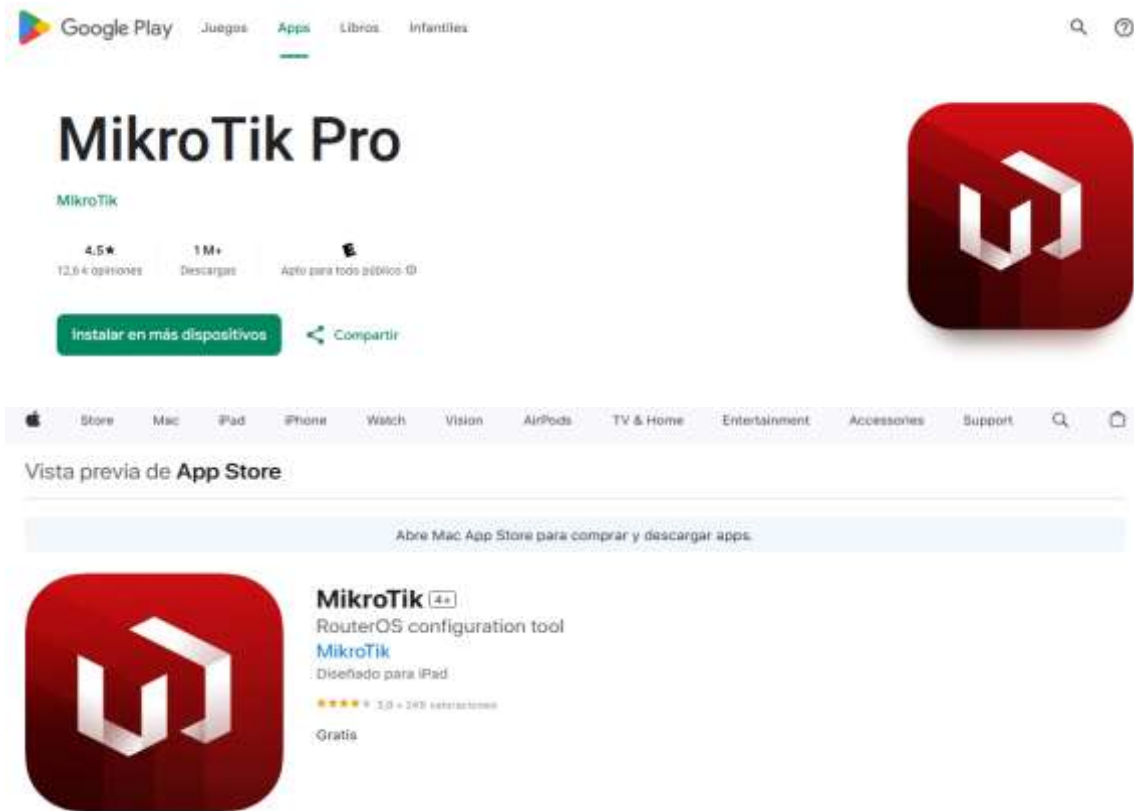 Google Play Juegos Apps Libros Infantiles
MikroTik Pro
MikroTik
4,5★ 1 M+ E
12,6 k opiniones Descargas Apto para todo público
Instalar en más dispositivos Compartir
Store Mac iPad iPhone Watch Vision AirPods TV & Home Entertainment Accessories Support
Vista previa de App Store
Abre Mac App Store para comprar y descargar apps.
MikroTik 4+
RouterOS configuration tool
MikroTik
Diseñado para iPad
249 valoraciones
Gratis